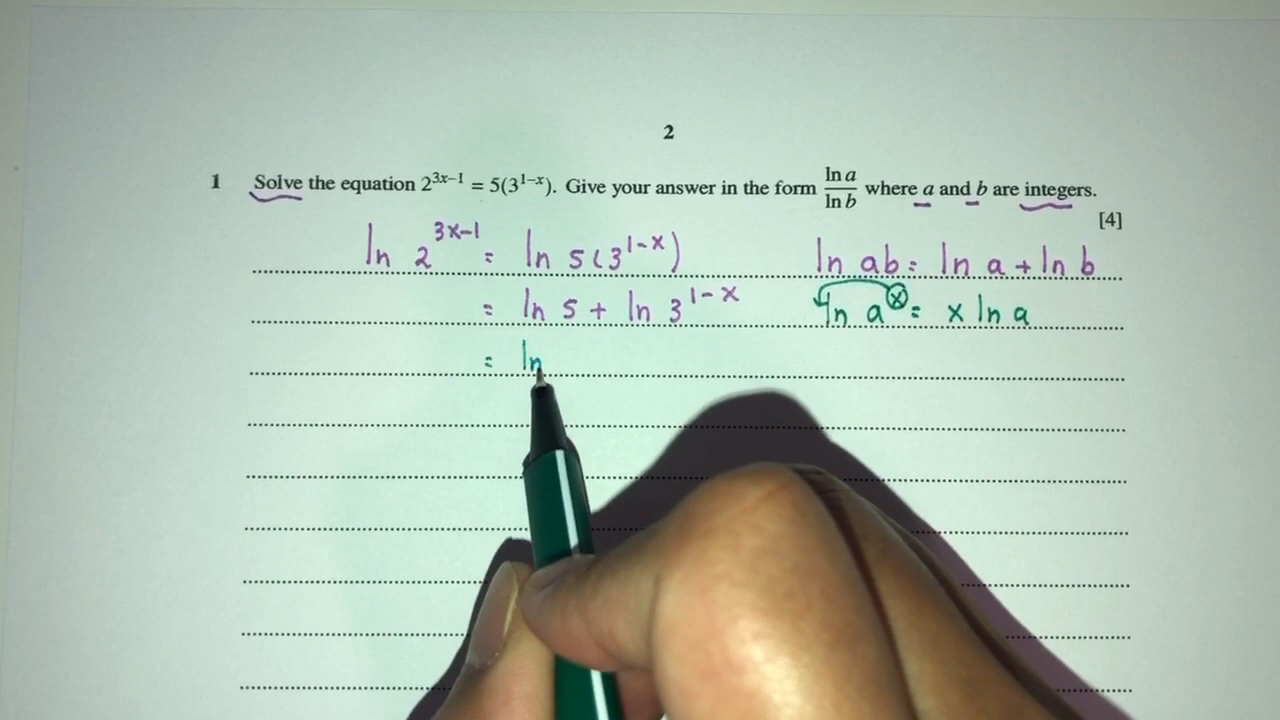 2
1 Solve the equation 2^{3x−1} = 5(3^{1−x}). Give your answer in the form \frac{ln a}{ln b} where a and b are integers.
[4]
ln 2^{3x−1} = ln 5(3^{1−x}) ln ab = ln a + ln b
= ln 5 + ln 3^{1−x} ln a^{x} = x ln a
= ln